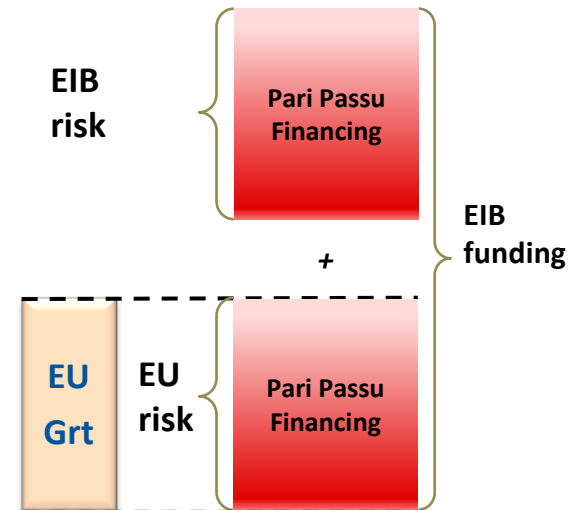 EIB
risk
Pari Passu
Financing
EIB
funding
+
EU
Grt
EU
risk
Pari Passu
Financing